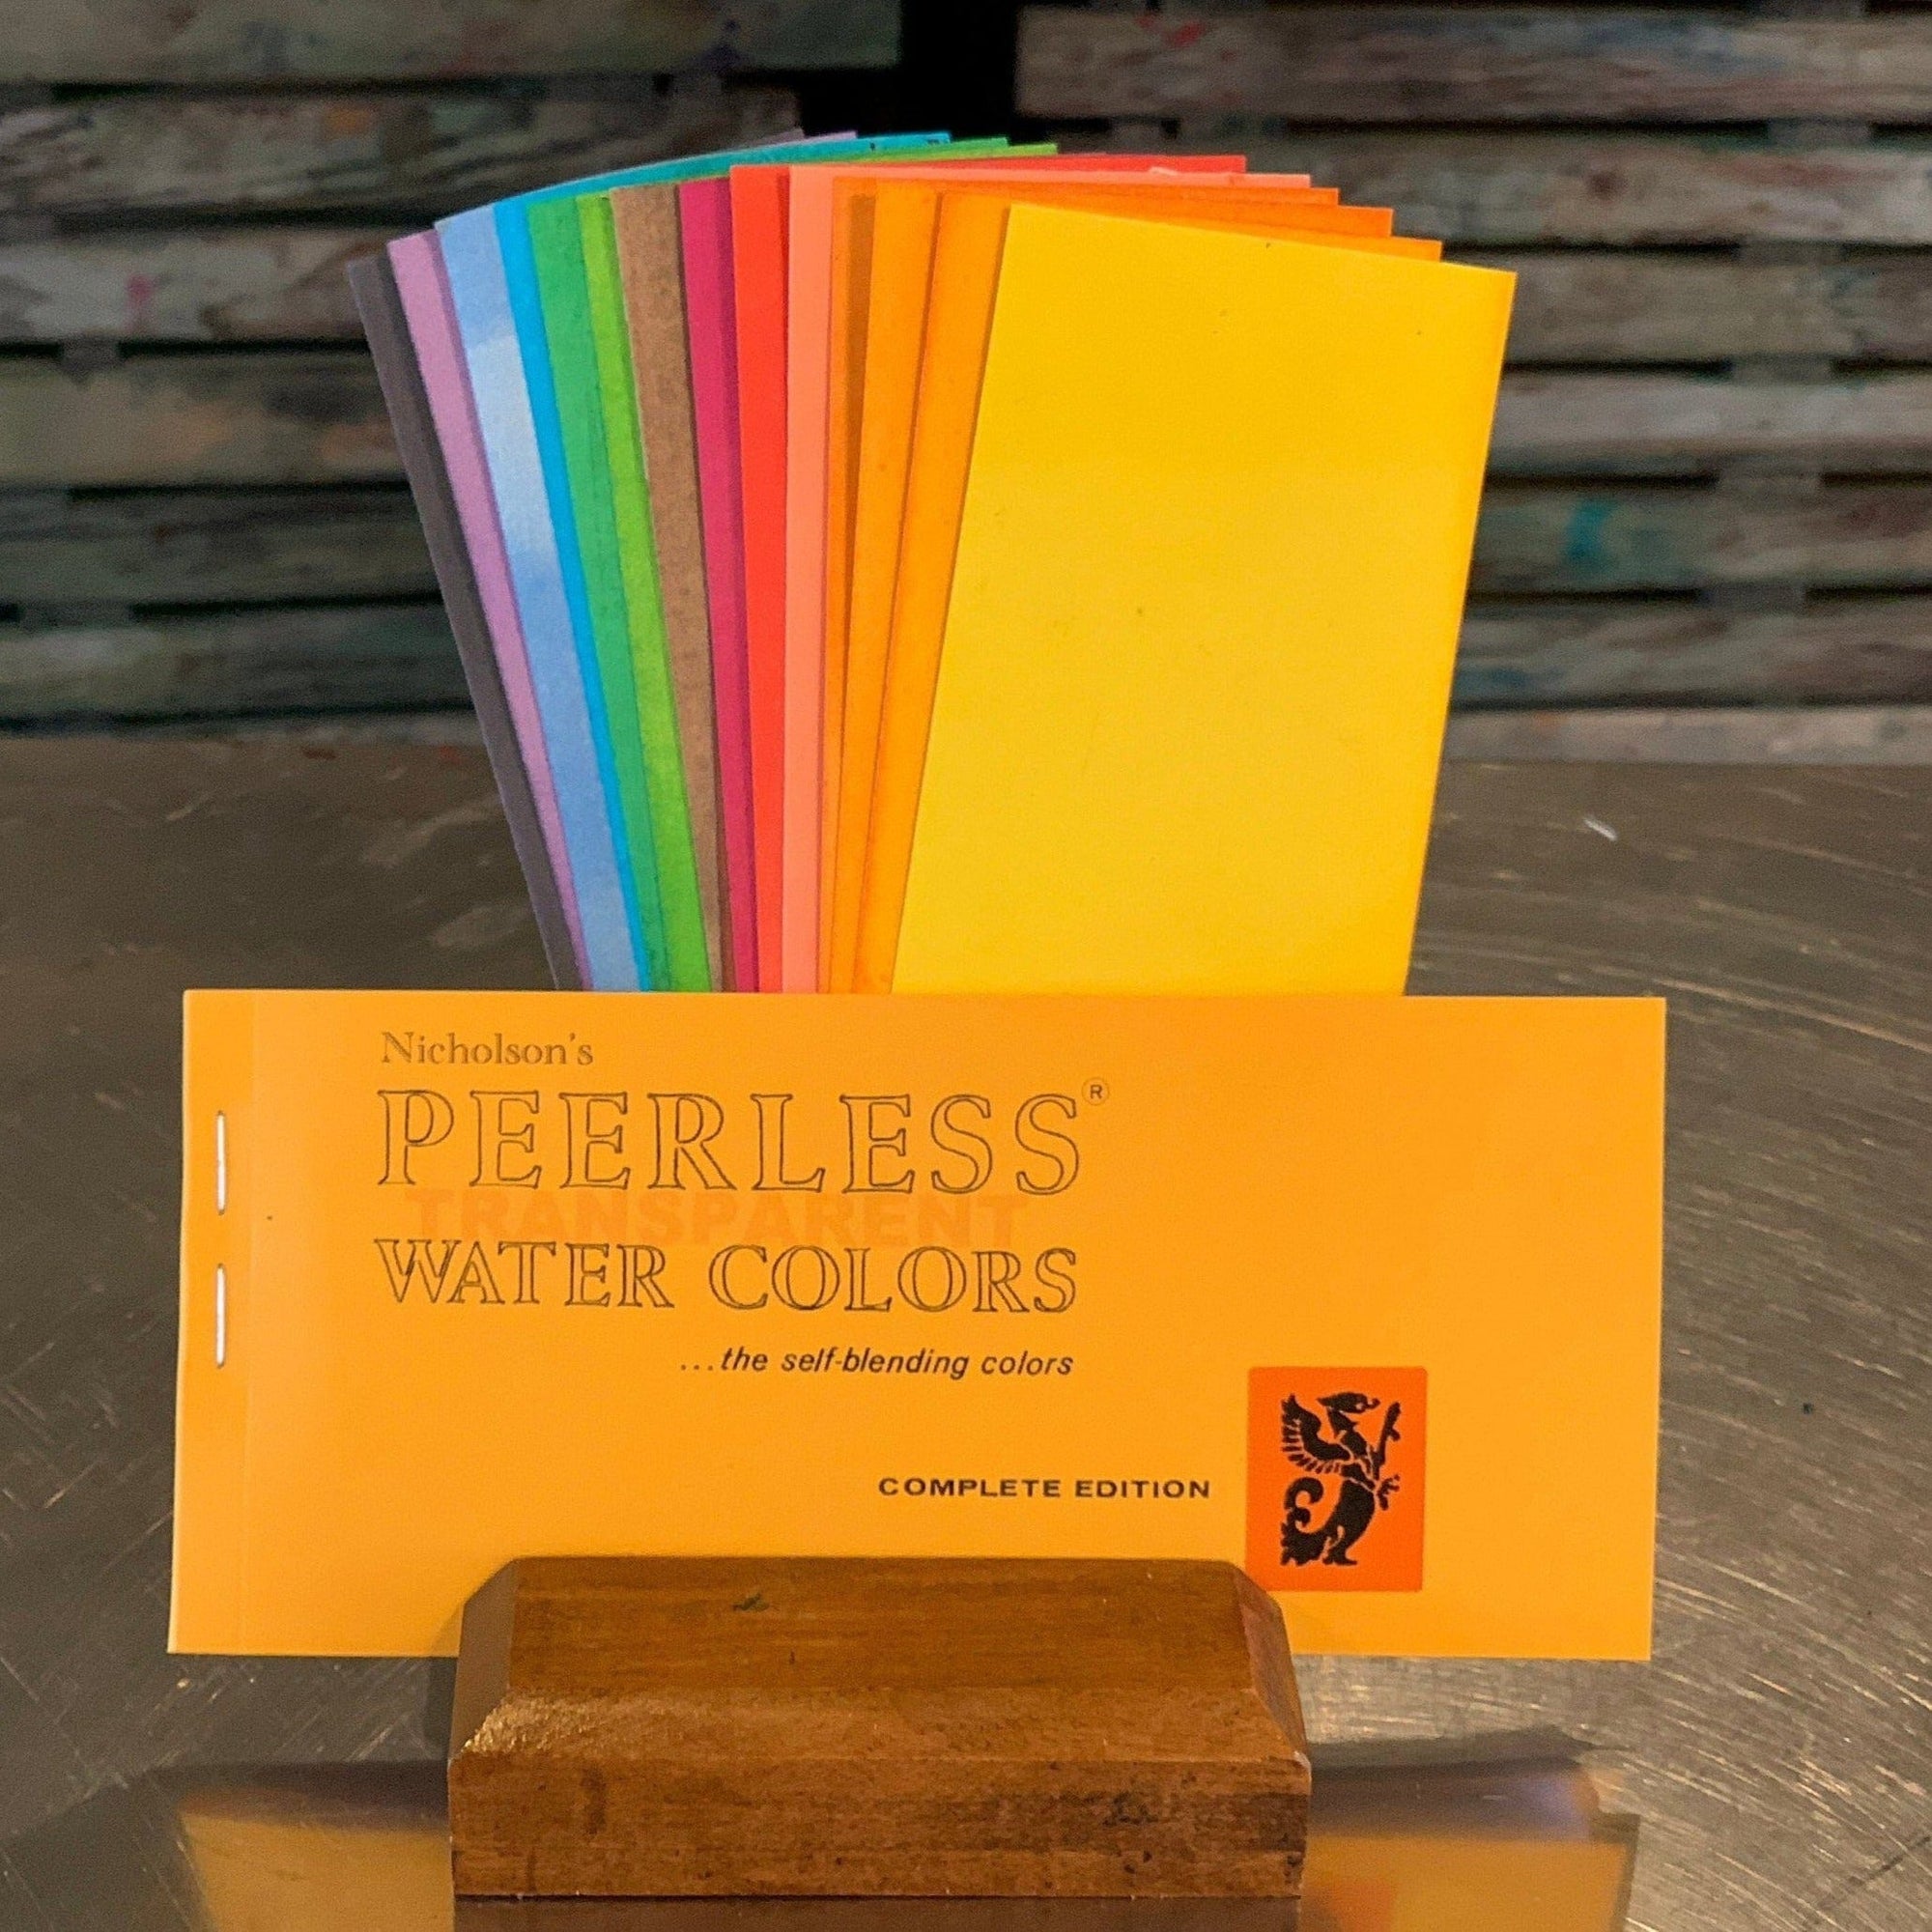 Nicholson's
PEERLESS®
TRANSPARENT
WATER COLORS
...the self-blending colors
COMPLETE EDITION